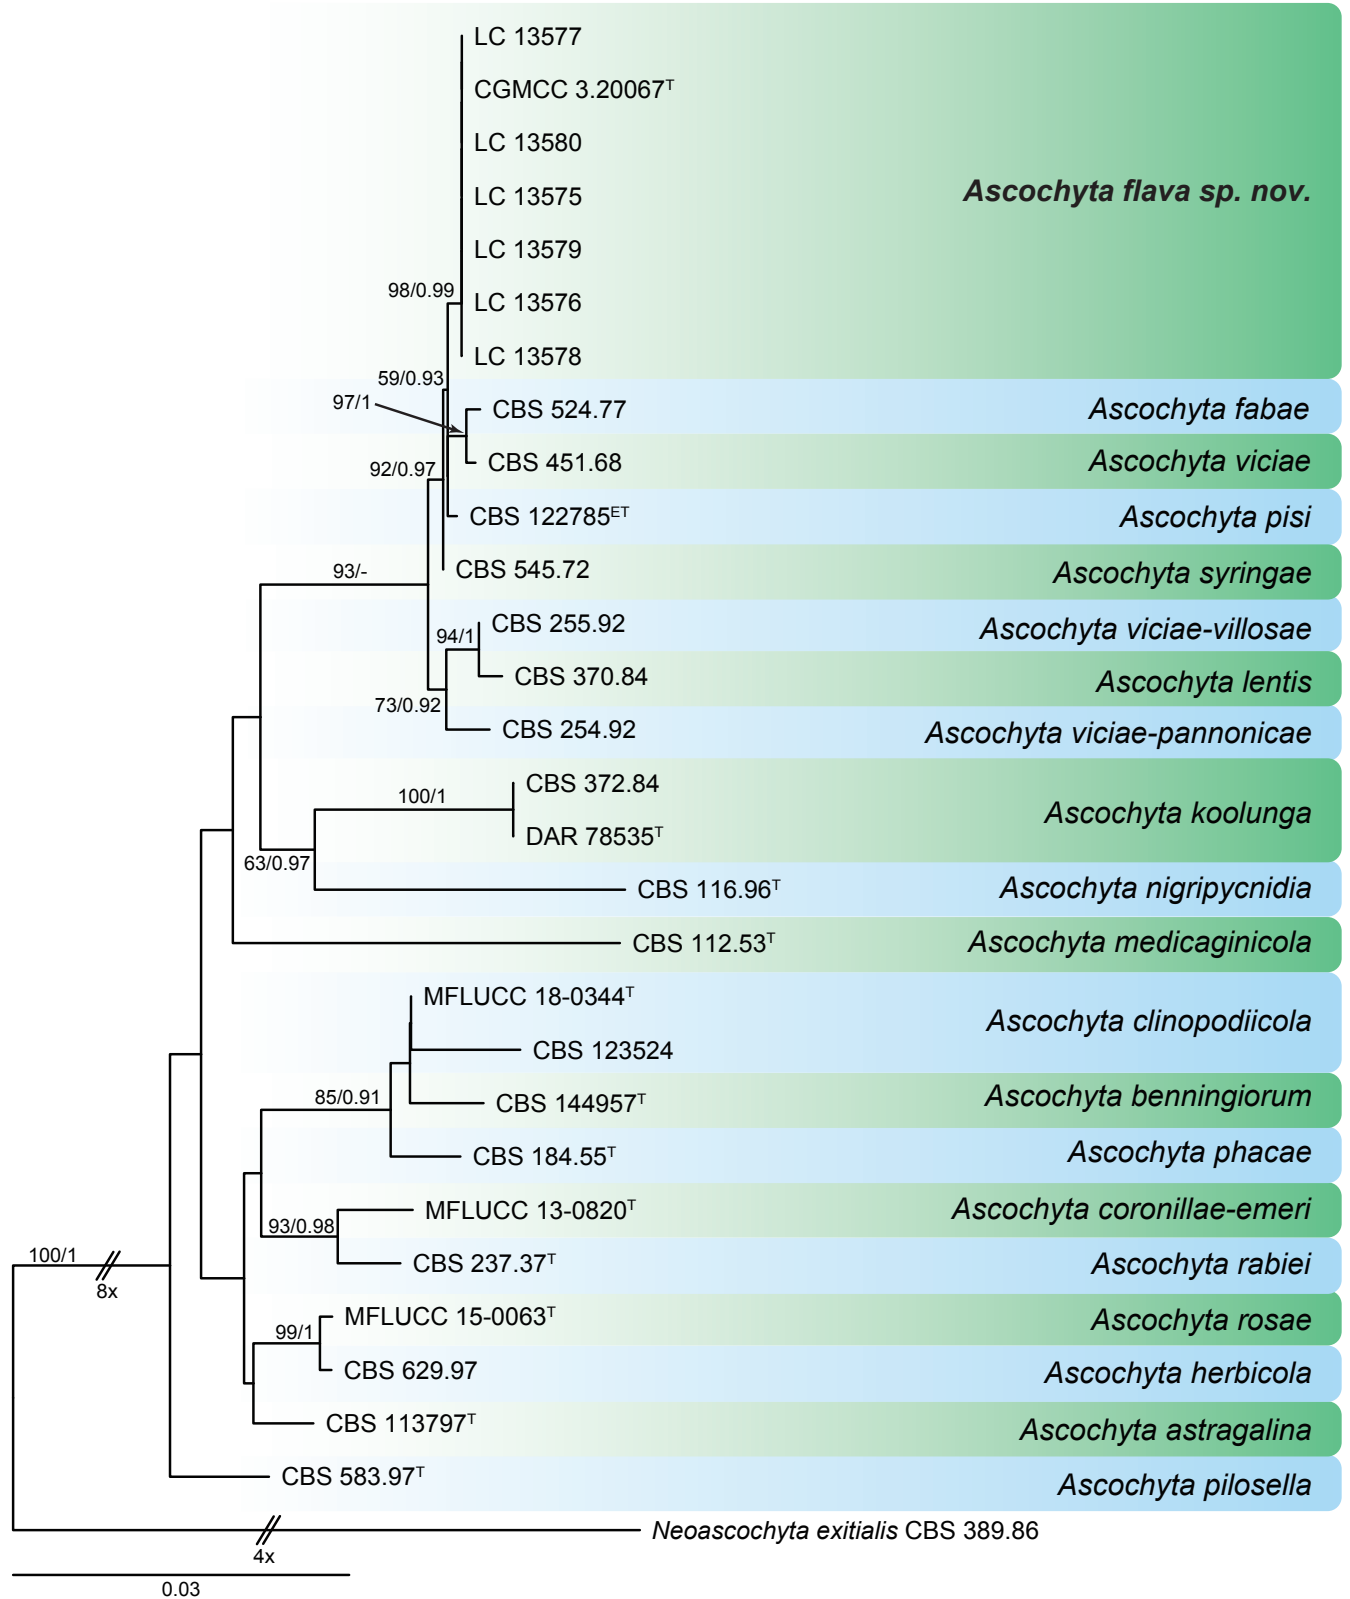 LC 13577
CGMCC 3.20067ᵀ
LC 13580
LC 13575
Ascochyta flava sp. nov.
LC 13579
98/0.99
LC 13576
LC 13578
59/0.93
97/1
CBS 524.77 Ascochyta fabae
92/0.97
CBS 451.68 Ascochyta viciae
CBS 122785ᴱᵀ Ascochyta pisi
93/-
CBS 545.72 Ascochyta syringae
CBS 255.92 Ascochyta viciae-villosae
94/1
CBS 370.84 Ascochyta lentis
73/0.92
CBS 254.92 Ascochyta viciae-pannonicae
CBS 372.84
100/1
Ascochyta koolunga
DAR 78535ᵀ
63/0.97
CBS 116.96ᵀ Ascochyta nigripycnidia
CBS 112.53ᵀ Ascochyta medicaginicola
MFLUCC 18-0344ᵀ
Ascochyta clinopodiicola
CBS 123524
85/0.91
CBS 144957ᵀ Ascochyta benningiorum
CBS 184.55ᵀ Ascochyta phacae
MFLUCC 13-0820ᵀ Ascochyta coronillae-emeri
93/0.98
100/1
8x
CBS 237.37ᵀ Ascochyta rabiei
MFLUCC 15-0063ᵀ Ascochyta rosae
99/1
CBS 629.97 Ascochyta herbicola
CBS 113797ᵀ Ascochyta astragalina
CBS 583.97ᵀ Ascochyta pilosella
Neoascochyta exitialis CBS 389.86
4x
0.03